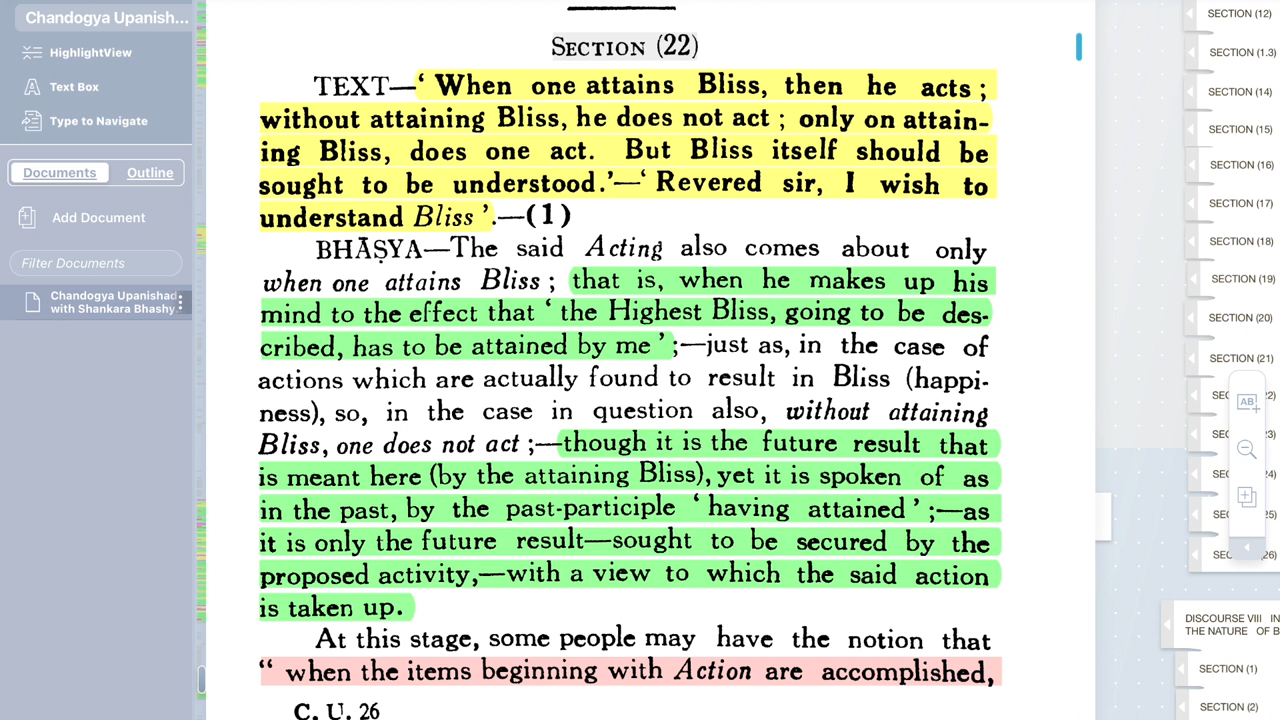 Chandogya Upanish...
HighlightView
Text Box
Type to Navigate
Documents
Outline
Add Document
Filter Documents
Chandogya Upanishad
with Shankara Bhashy
SECTION (22)
TEXT—‘ When one attains Bliss, then he acts ;
without attaining Bliss, he does not act ; only on attain-
ing Bliss, does one act. But Bliss itself should be
sought to be understood.’—‘ Revered sir, I wish to
understand Bliss ’.—(1)
BHĀṢYA—The said Acting also comes about only
when one attains Bliss ; that is, when he makes up his
mind to the effect that ‘ the Highest Bliss, going to be des-
cribed, has to be attained by me ’ ;—just as, in the case of
actions which are actually found to result in Bliss (happi-
ness), so, in the case in question also, without attaining
Bliss, one does not act ;—though it is the future result that
is meant here (by the attaining Bliss), yet it is spoken of as
in the past, by the past-participle ‘ having attained ’ ;—as
it is only the future result—sought to be secured by the
proposed activity,—with a view to which the said action
is taken up.
At this stage, some people may have the notion that
“ when the items beginning with Action are accomplished,
C. U. 26
SECTION (12)
SECTION (1.3)
SECTION (14)
SECTION (15)
SECTION (16)
SECTION (17)
SECTION (18)
SECTION (19)
SECTION (20)
SECTION (21)
DISCOURSE VIII IN
THE NATURE OF B
SECTION (1)
SECTION (2)